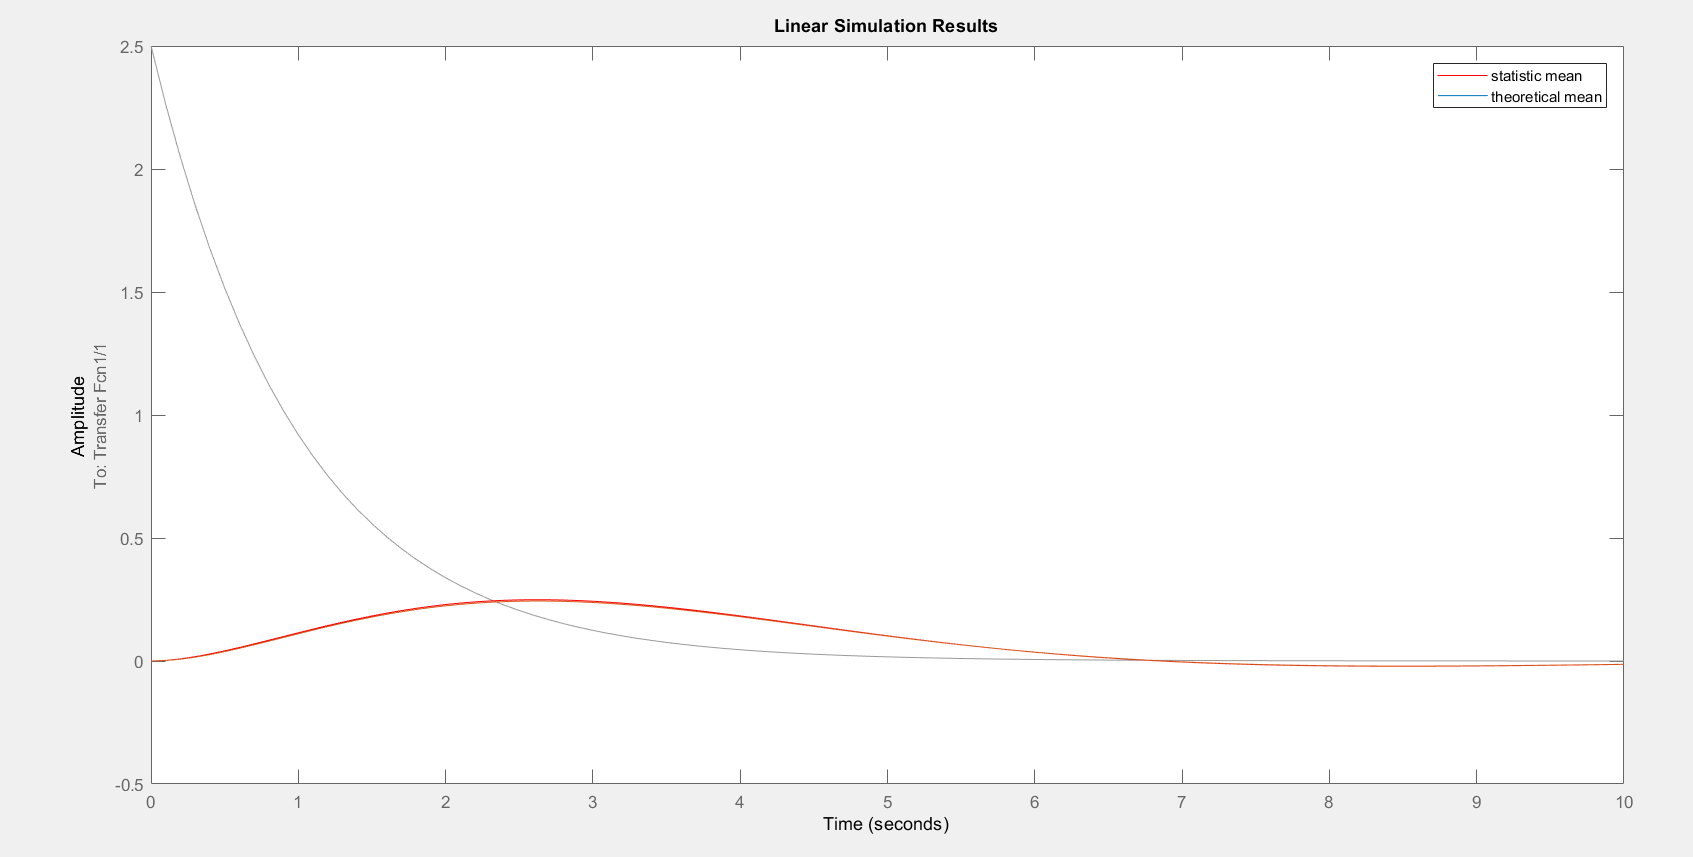 Linear Simulation Results
statistic mean
theoretical mean
2.5
2
1.5
1
0.5
0
-0.5
Amplitude
To: Transfer Fcn1/1
0 1 2 3 4 5 6 7 8 9 10
Time (seconds)